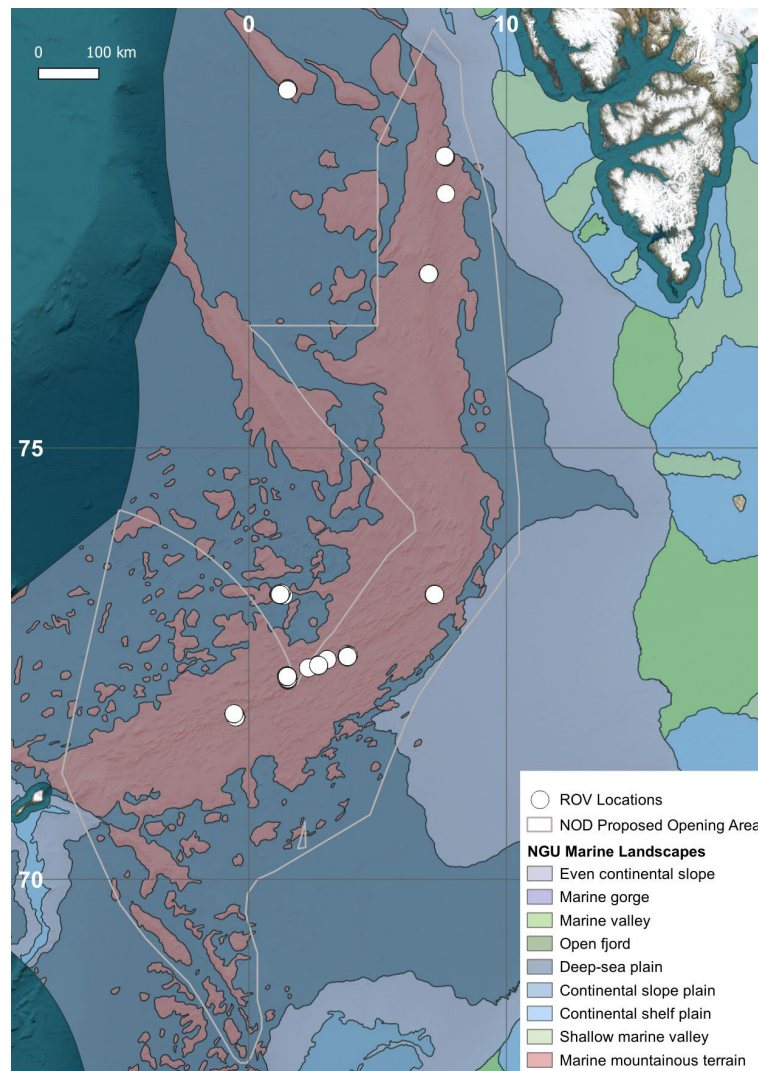 0
10
0 100 km
75
70
ROV Locations
NOD Proposed Opening Area
NGU Marine Landscapes
Even continental slope
Marine gorge
Marine valley
Open fjord
Deep-sea plain
Continental slope plain
Continental shelf plain
Shallow marine valley
Marine mountainous terrain